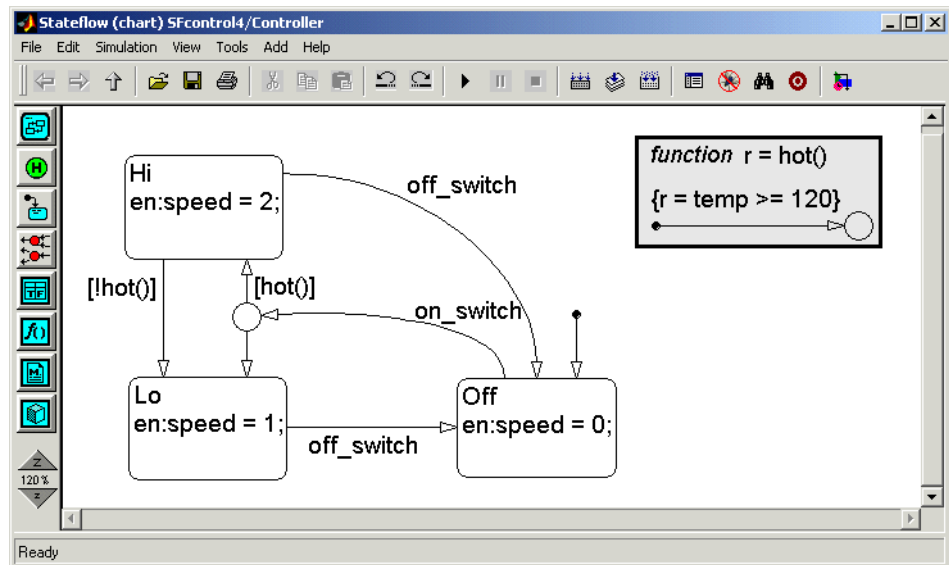 Stateflow (chart) SFcontrol4/Controller
File Edit Simulation View Tools Add Help
Hi
en:speed = 2;
off_switch
function r = hot()
{r = temp >= 120}
[!hot()]
[hot()]
on_switch
Lo
en:speed = 1;
off_switch
Off
en:speed = 0;
H
TF
f()
M
Z
120%
z
Ready